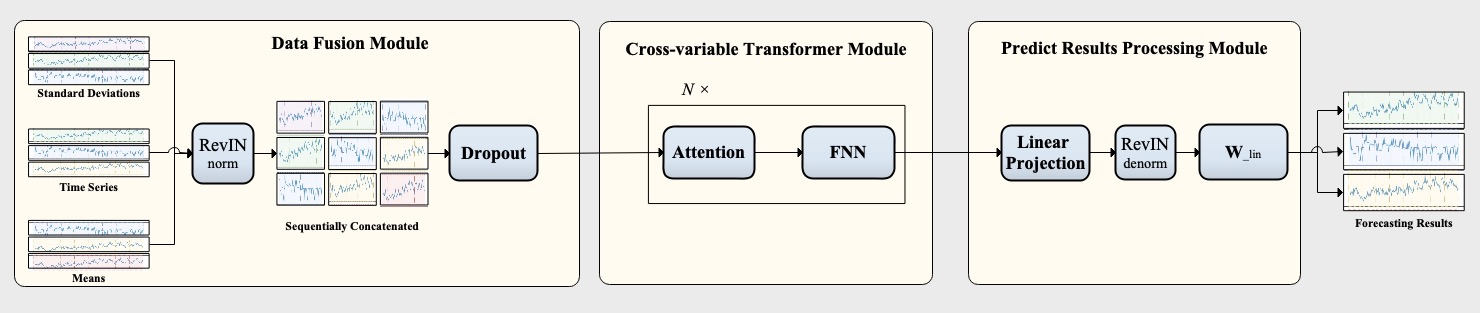 Data Fusion Module
Standard Deviations
Time Series
Means
RevIN
norm
Sequentially Concatenated
Dropout
Cross-variable Transformer Module
N ×
Attention
FNN
Predict Results Processing Module
Linear
Projection
RevIN
denorm
W_lin
Forecasting Results